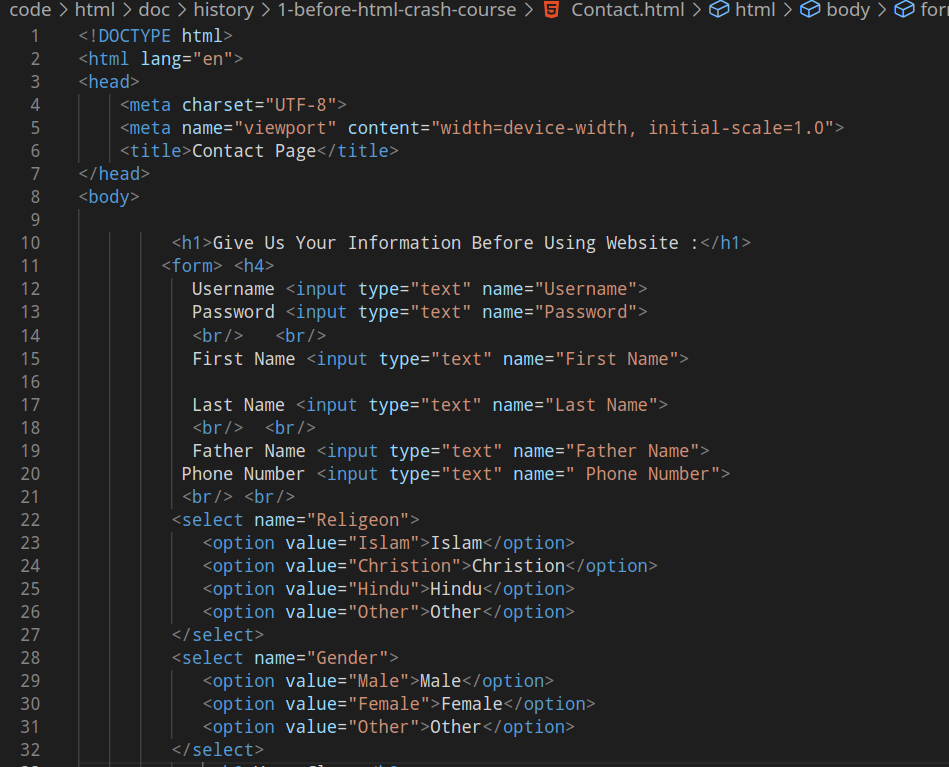 code > html > doc > history > 1-before-html-crash-course > Contact.html > html > body >
1 <!DOCTYPE html>
2 <html lang="en">
3 <head>
4     <meta charset="UTF-8">
5     <meta name="viewport" content="width=device-width, initial-scale=1.0">
6     <title>Contact Page</title>
7 </head>
8 <body>
9
10          <h1>Give Us Your Information Before Using Website :</h1>
11         <form> <h4>
12            Username <input type="text" name="Username">
13            Password <input type="text" name="Password">
14            <br/>   <br/>
15            First Name <input type="text" name="First Name">
16
17            Last Name <input type="text" name="Last Name">
18            <br/>  <br/>
19            Father Name <input type="text" name="Father Name">
20           Phone Number <input type="text" name=" Phone Number">
21           <br/> <br/>
22          <select name="Religeon">
23             <option value="Islam">Islam</option>
24             <option value="Christion">Christion</option>
25             <option value="Hindu">Hindu</option>
26             <option value="Other">Other</option>
27          </select>
28          <select name="Gender">
29             <option value="Male">Male</option>
30             <option value="Female">Female</option>
31             <option value="Other">Other</option>
32          </select>